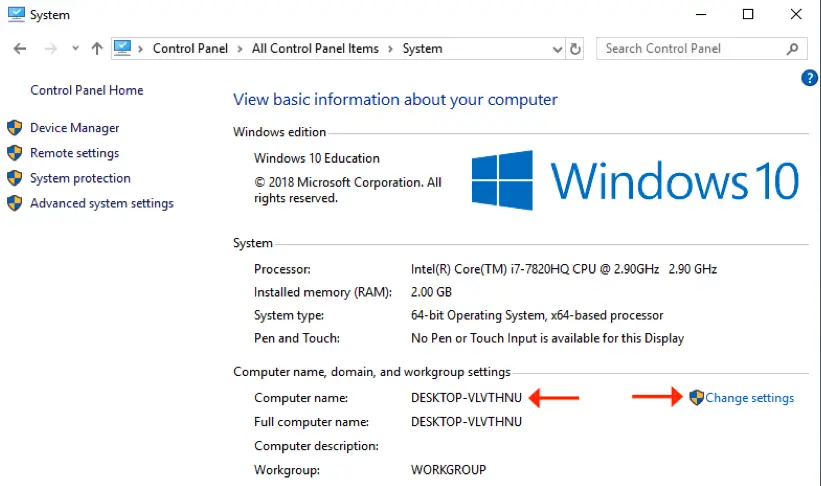 System
Control Panel > All Control Panel Items > System
Search Control Panel
?
Control Panel Home
Device Manager
Remote settings
System protection
Advanced system settings
View basic information about your computer
Windows edition
Windows 10 Education
© 2018 Microsoft Corporation. All
rights reserved.
Windows 10
System
Processor: Intel(R) Core(TM) i7-7820HQ CPU @ 2.90GHz 2.90 GHz
Installed memory (RAM): 2.00 GB
System type: 64-bit Operating System, x64-based processor
Pen and Touch: No Pen or Touch Input is available for this Display
Computer name, domain, and workgroup settings
Computer name: DESKTOP-VLVTHNU
Change settings
Full computer name: DESKTOP-VLVTHNU
Computer description:
Workgroup: WORKGROUP